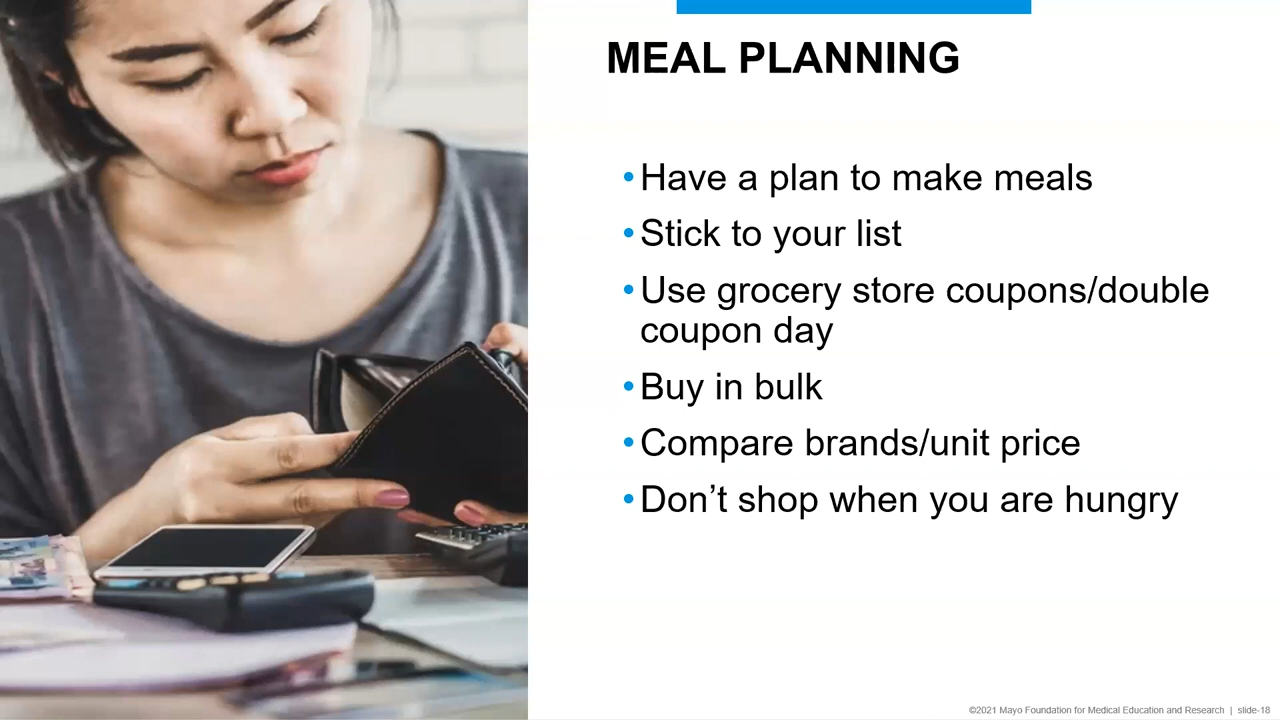 MEAL PLANNING
•Have a plan to make meals
•Stick to your list
•Use grocery store coupons/double
coupon day
•Buy in bulk
•Compare brands/unit price
•Don’t shop when you are hungry
©2021 Mayo Foundation for Medical Education and Research | slide-18